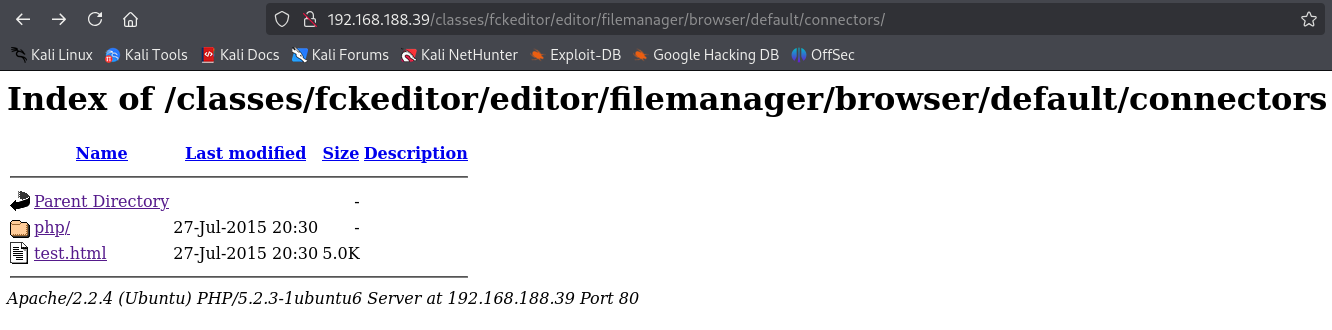 192.168.188.39/classes/fckeditor/editor/filemanager/browser/default/connectors/
Kali Linux Kali Tools Kali Docs Kali Forums Kali NetHunter Exploit-DB Google Hacking DB OffSec
Index of /classes/fckeditor/editor/filemanager/browser/default/connectors
Name Last modified Size Description
Parent Directory -
php/ 27-Jul-2015 20:30 -
test.html 27-Jul-2015 20:30 5.0K
Apache/2.2.4 (Ubuntu) PHP/5.2.3-1ubuntu6 Server at 192.168.188.39 Port 80